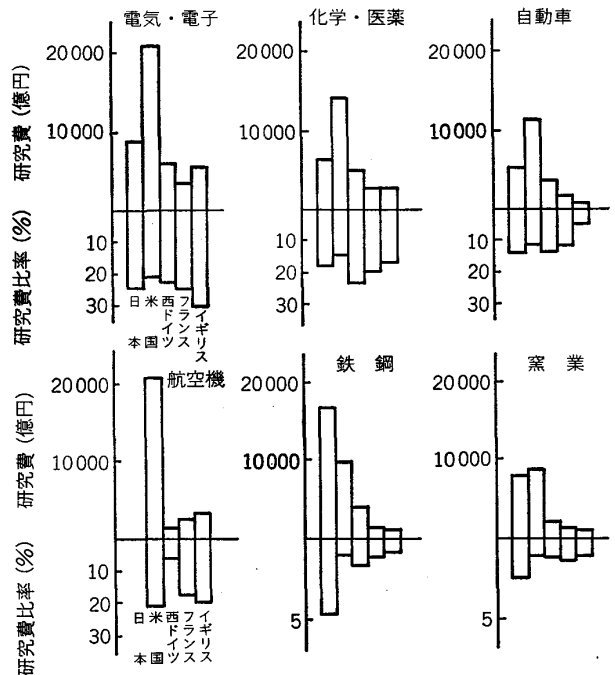 電気・電子
化学・医薬
自動車
研究費(億円)
研究費比率(%)
20000
10000
10
20
30
日本
米国
西ドイツ
フランス
イギリス
20000
10000
10
20
30
20000
10000
10
20
30
航空機
鉄鋼
窯業
研究費(億円)
研究費比率(%)
20000
10000
10
20
30
日本
米国
西ドイツ
フランス
イギリス
20000
10000
5
20000
10000
5